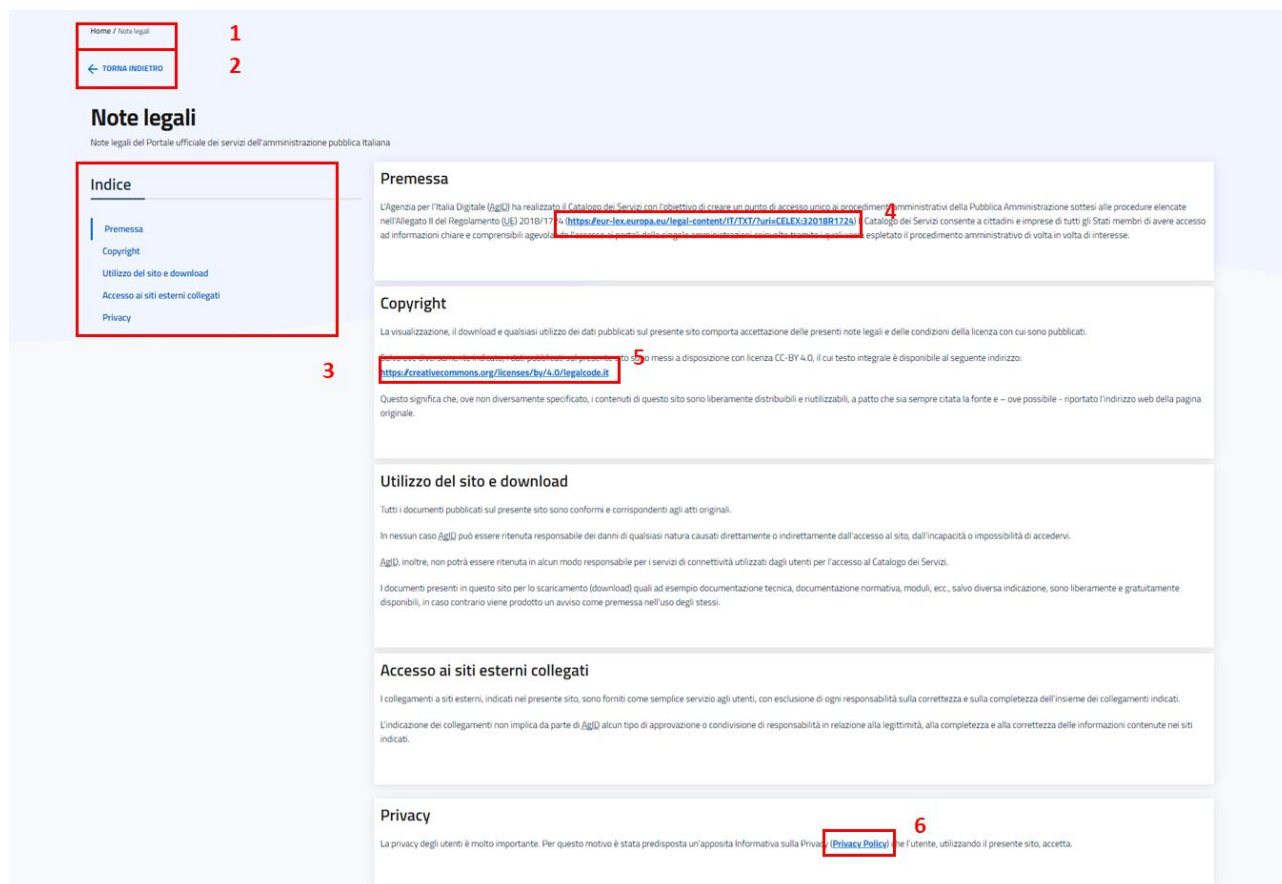 Home / Note legali
1
← TORNA INDIETRO
2
Note legali
Note legali del Portale ufficiale dei servizi dell'amministrazione pubblica Italiana
Indice
Premessa
Copyright
Utilizzo del sito e download
Accesso ai siti esterni collegati
Privacy
3
Premessa
L'Agenzia per l'Italia Digitale (AgID) ha realizzato il Catalogo dei Servizi con l'obiettivo di creare un punto di accesso unico ai procedimenti amministrativi della Pubblica Amministrazione sottesi alle procedure elencate
4
nell'Allegato II del Regolamento (UE) 2018/1724 (https://eur-lex.europa.eu/legal-content/IT/TXT/?uri=CELEX:32018R1724) Catalogo dei Servizi consente a cittadini e imprese di tutti gli Stati membri di avere accesso
ad informazioni chiare e comprensibili agevolando l'accesso ai portali delle singole amministrazioni coinvolte tramite i quali verrà espletato il procedimento amministrativo di volta in volta di interesse.
Copyright
La visualizzazione, il download e qualsiasi utilizzo dei dati pubblicati sul presente sito comporta accettazione delle presenti note legali e delle condizioni della licenza con cui sono pubblicati.
Salvo ove diversamente indicato, i dati pubblicati sul presente sito sono messi a disposizione con licenza CC-BY 4.0, il cui testo integrale è disponibile al seguente indirizzo:
5
https://creativecommons.org/licenses/by/4.0/legalcode.it
Questo significa che, ove non diversamente specificato, i contenuti di questo sito sono liberamente distribuibili e riutilizzabili, a patto che sia sempre citata la fonte e – ove possibile - riportato l'indirizzo web della pagina
originale.
Utilizzo del sito e download
Tutti i documenti pubblicati sul presente sito sono conformi e corrispondenti agli atti originali.
In nessun caso AgID può essere ritenuta responsabile dei danni di qualsiasi natura causati direttamente o indirettamente dall'accesso al sito, dall'incapacità o impossibilità di accedervi.
AgID, inoltre, non potrà essere ritenuta in alcun modo responsabile per i servizi di connettività utilizzati dagli utenti per l'accesso al Catalogo dei Servizi.
I documenti presenti in questo sito per lo scaricamento (download) quali ad esempio documentazione tecnica, documentazione normativa, moduli, ecc., salvo diversa indicazione, sono liberamente e gratuitamente
disponibili, in caso contrario viene prodotto un avviso come premessa nell'uso degli stessi.
Accesso ai siti esterni collegati
I collegamenti a siti esterni, indicati nel presente sito, sono forniti come semplice servizio agli utenti, con esclusione di ogni responsabilità sulla correttezza e sulla completezza dell'insieme dei collegamenti indicati.
L'indicazione dei collegamenti non implica da parte di AgID alcun tipo di approvazione o condivisione di responsabilità in relazione alla legittimità, alla completezza e alla correttezza delle informazioni contenute nei siti
indicati.
Privacy
6
La privacy degli utenti è molto importante. Per questo motivo è stata predisposta un'apposita Informativa sulla Privacy (Privacy Policy) che l'utente, utilizzando il presente sito, accetta.